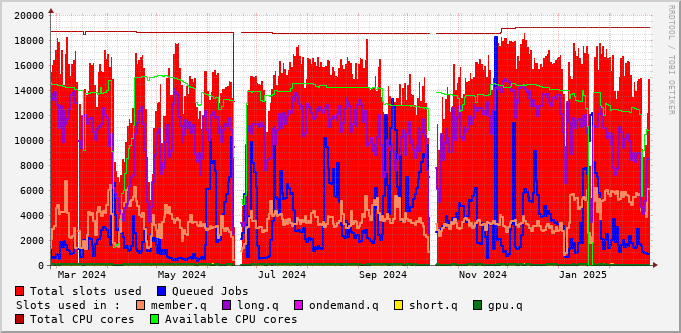 RRDTOOL / TOBI OETIKER
20000
18000
16000
14000
12000
10000
8000
6000
4000
2000
0
Mar 2024 May 2024 Jul 2024 Sep 2024 Nov 2024 Jan 2025
Total slots used Queued Jobs
Slots used in : member.q long.q ondemand.q short.q gpu.q
Total CPU cores Available CPU cores